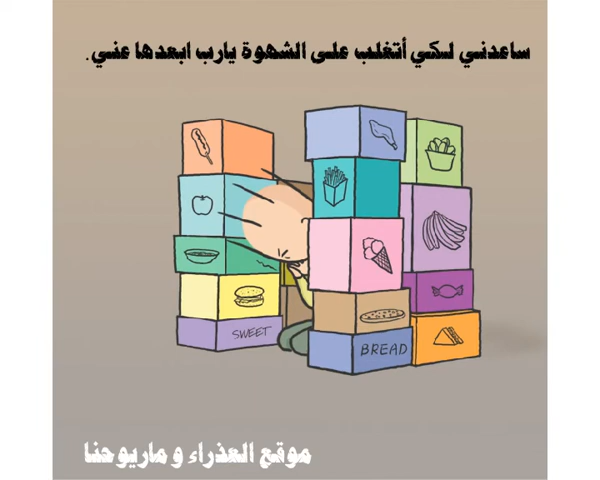 ساعدني لكي أتغلب على الشهوة يارب ابعدها عني.
SWEET
BREAD
موقع العذراء و ماريوحنا